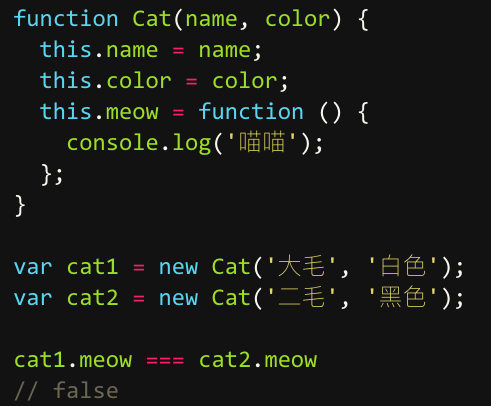 function Cat(name, color) {
  this.name = name;
  this.color = color;
  this.meow = function () {
    console.log('喵喵');
  };
}

var cat1 = new Cat('大毛', '白色');
var cat2 = new Cat('二毛', '黑色');

cat1.meow === cat2.meow
// false